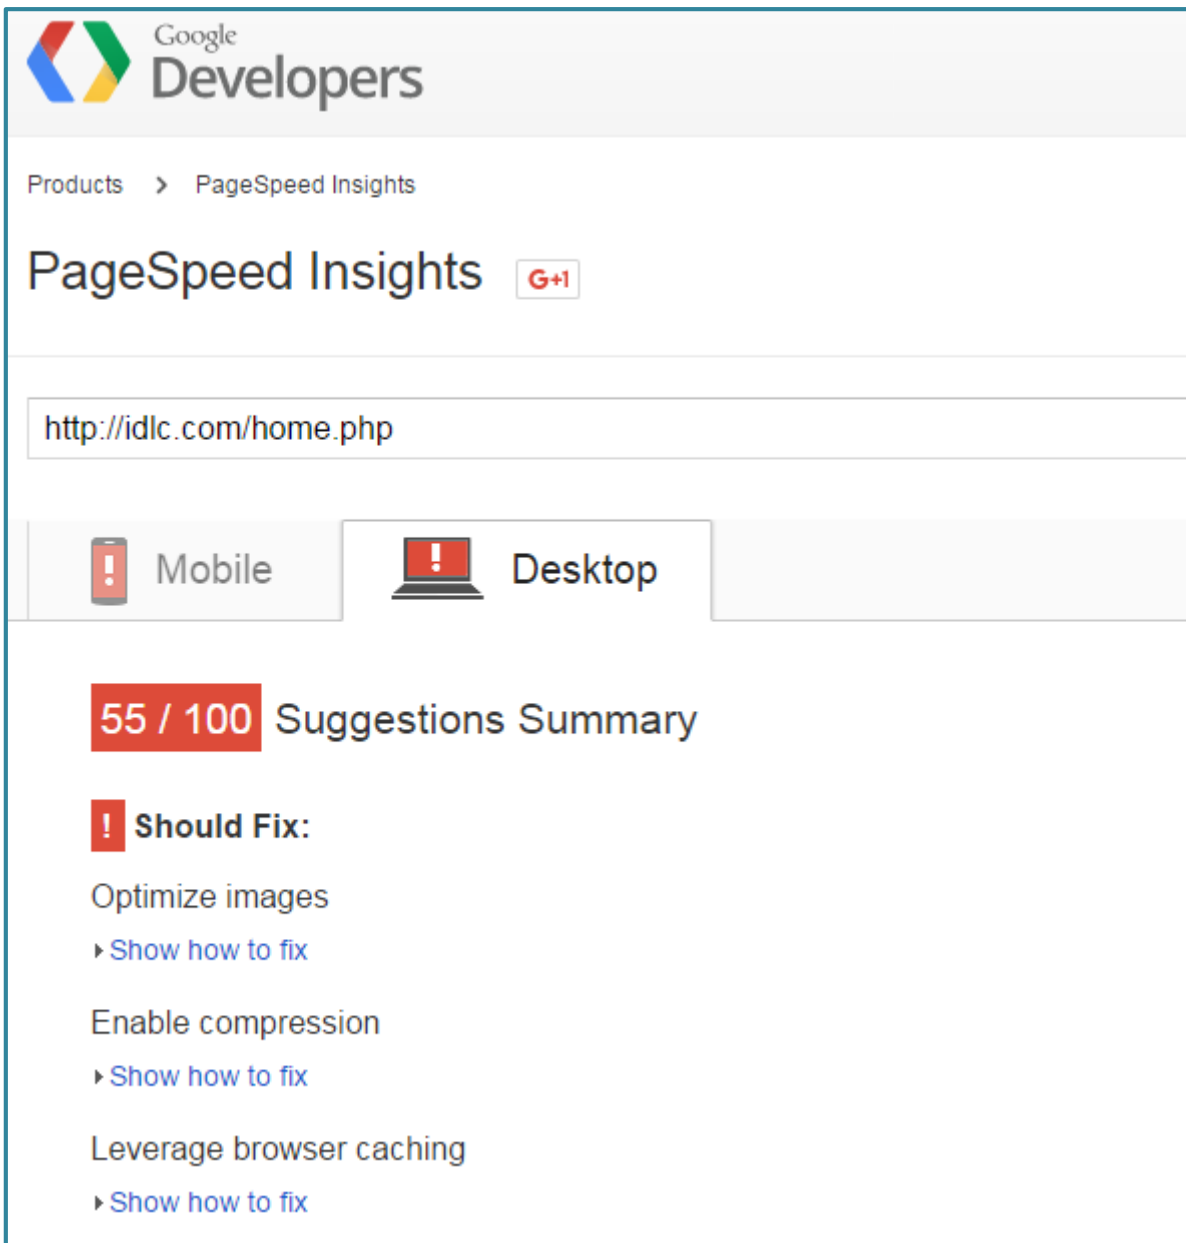 Google
Developers
Products > PageSpeed Insights
PageSpeed Insights G+1
http://idlc.com/home.php
! Mobile ! Desktop
55 / 100 Suggestions Summary
! Should Fix:
Optimize images
Show how to fix
Enable compression
Show how to fix
Leverage browser caching
Show how to fix